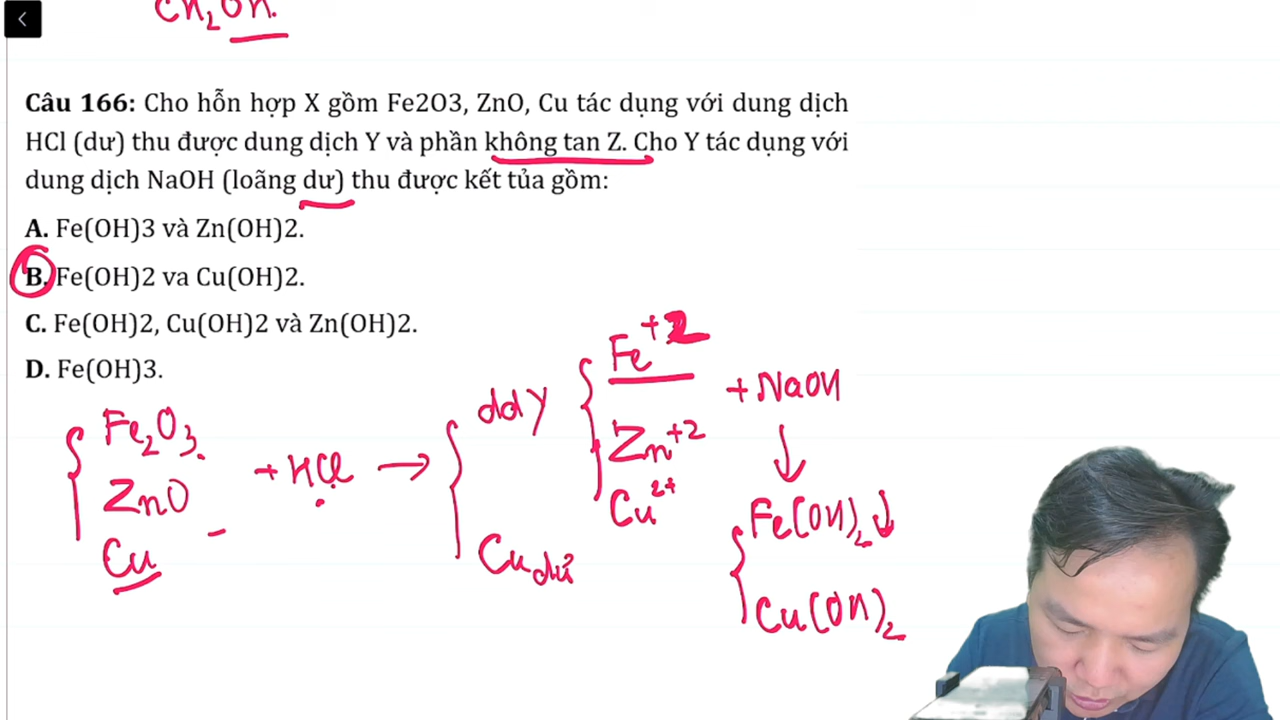 CH₂OH.
Câu 166: Cho hỗn hợp X gồm Fe2O3, ZnO, Cu tác dụng với dung dịch
HCl (dư) thu được dung dịch Y và phần không tan Z. Cho Y tác dụng với
dung dịch NaOH (loãng dư) thu được kết tủa gồm:
A. Fe(OH)3 và Zn(OH)2.
B. Fe(OH)2 va Cu(OH)2.
C. Fe(OH)2, Cu(OH)2 và Zn(OH)2.
D. Fe(OH)3.
Fe₂O₃
ZnO
Cu
+ HCl →
ddY
Cu dư
Fe⁺²
Zn⁺²
Cu²⁺
+ NaOH
↓
Fe(OH)₂↓
Cu(OH)₂